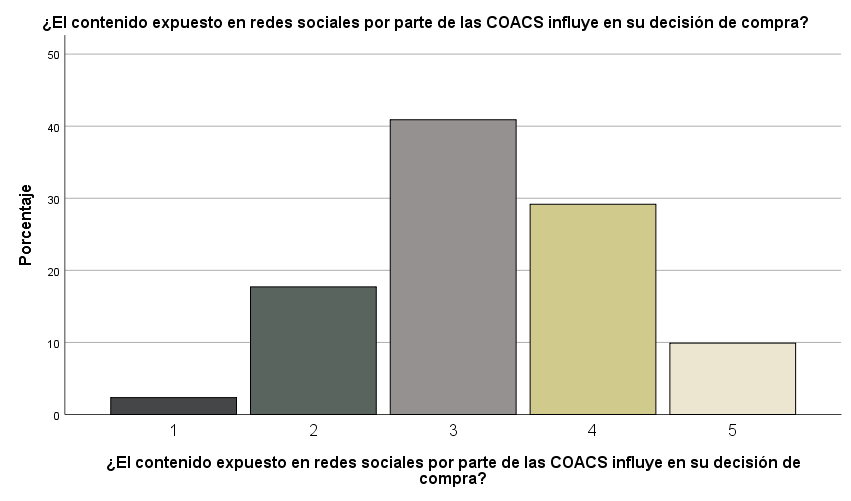 ¿El contenido expuesto en redes sociales por parte de las COACS influye en su decisión de compra?
50
40
30
20
10
0
Porcentaje
1 2 3 4 5
¿El contenido expuesto en redes sociales por parte de las COACS influye en su decisión de
compra?